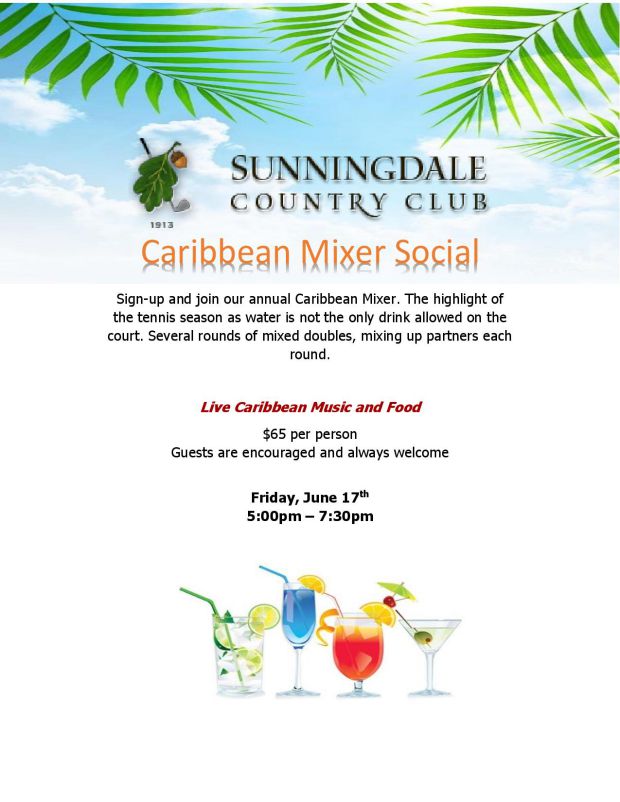 SUNNINGDALE
COUNTRY CLUB
1913
Caribbean Mixer Social
Sign-up and join our annual Caribbean Mixer. The highlight of
the tennis season as water is not the only drink allowed on the
court. Several rounds of mixed doubles, mixing up partners each
round.
Live Caribbean Music and Food
$65 per person
Guests are encouraged and always welcome
Friday, June 17th
5:00pm – 7:30pm